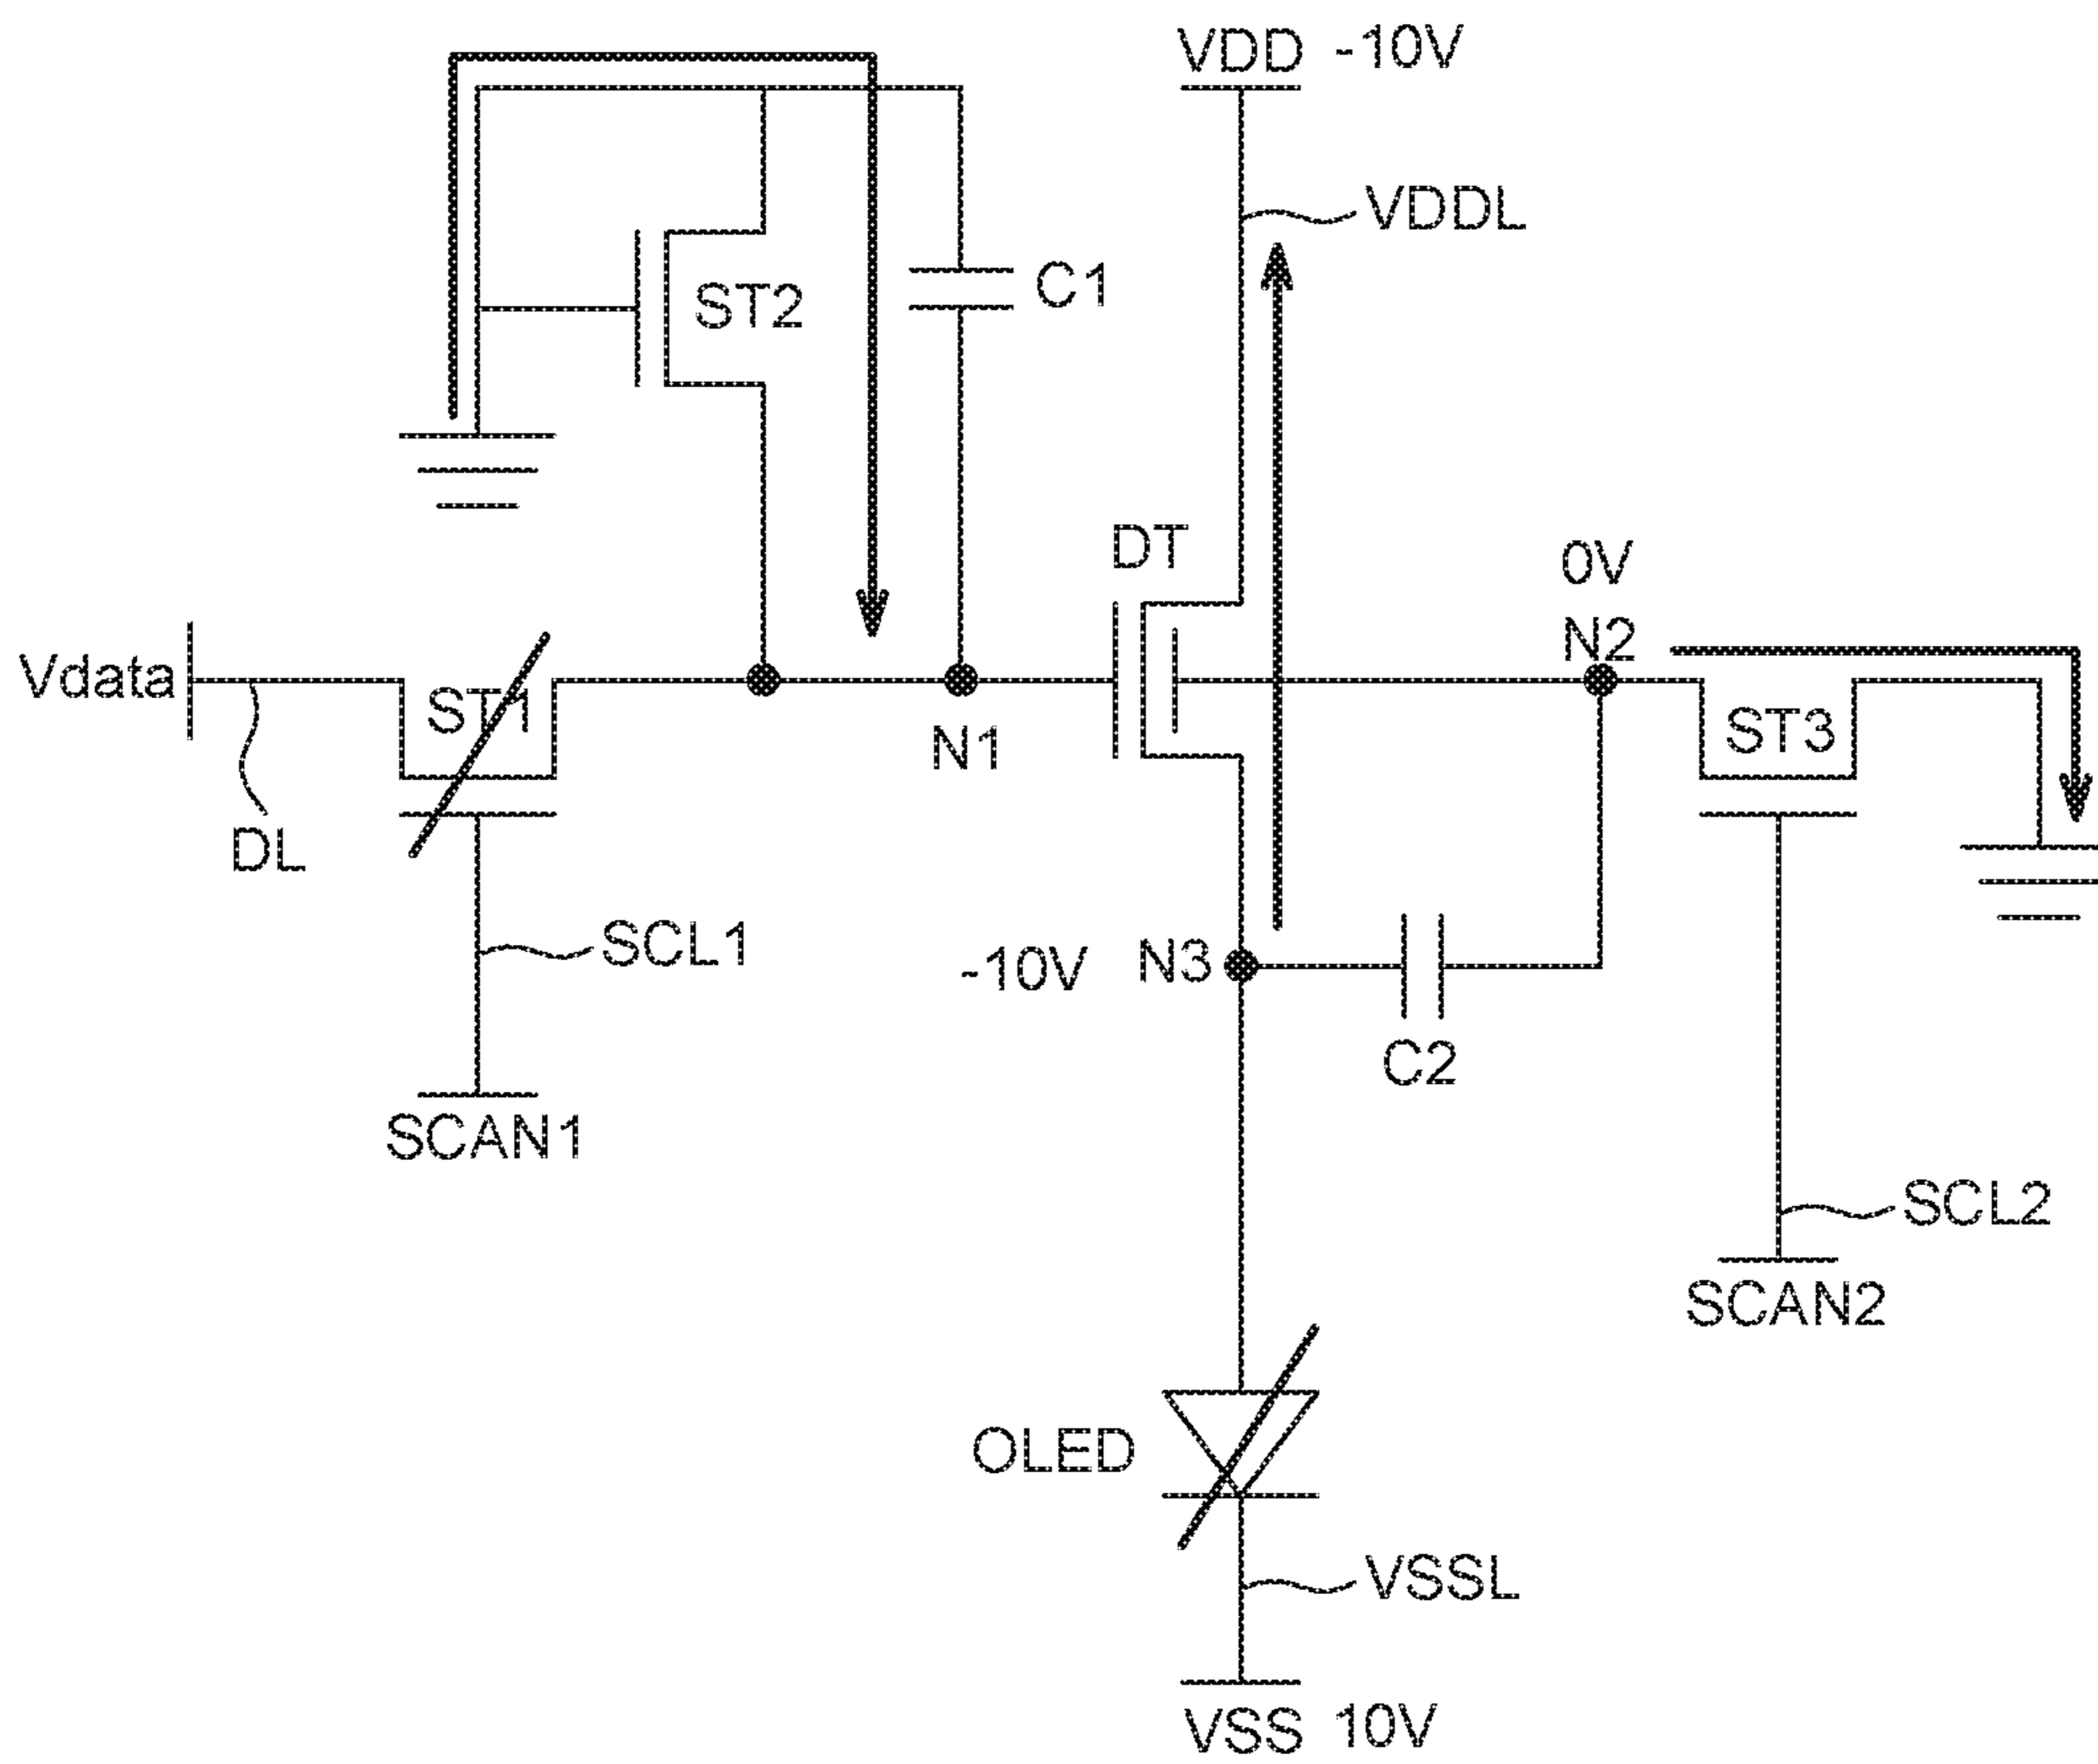 VDD -10V
VDDL
C1
ST2
DT
0V
N2
Vdata
ST1
N1
ST3
DL
SCL1
-10V N3
C2
SCAN1
SCL2
SCAN2
OLED
VSSL
VSS 10V